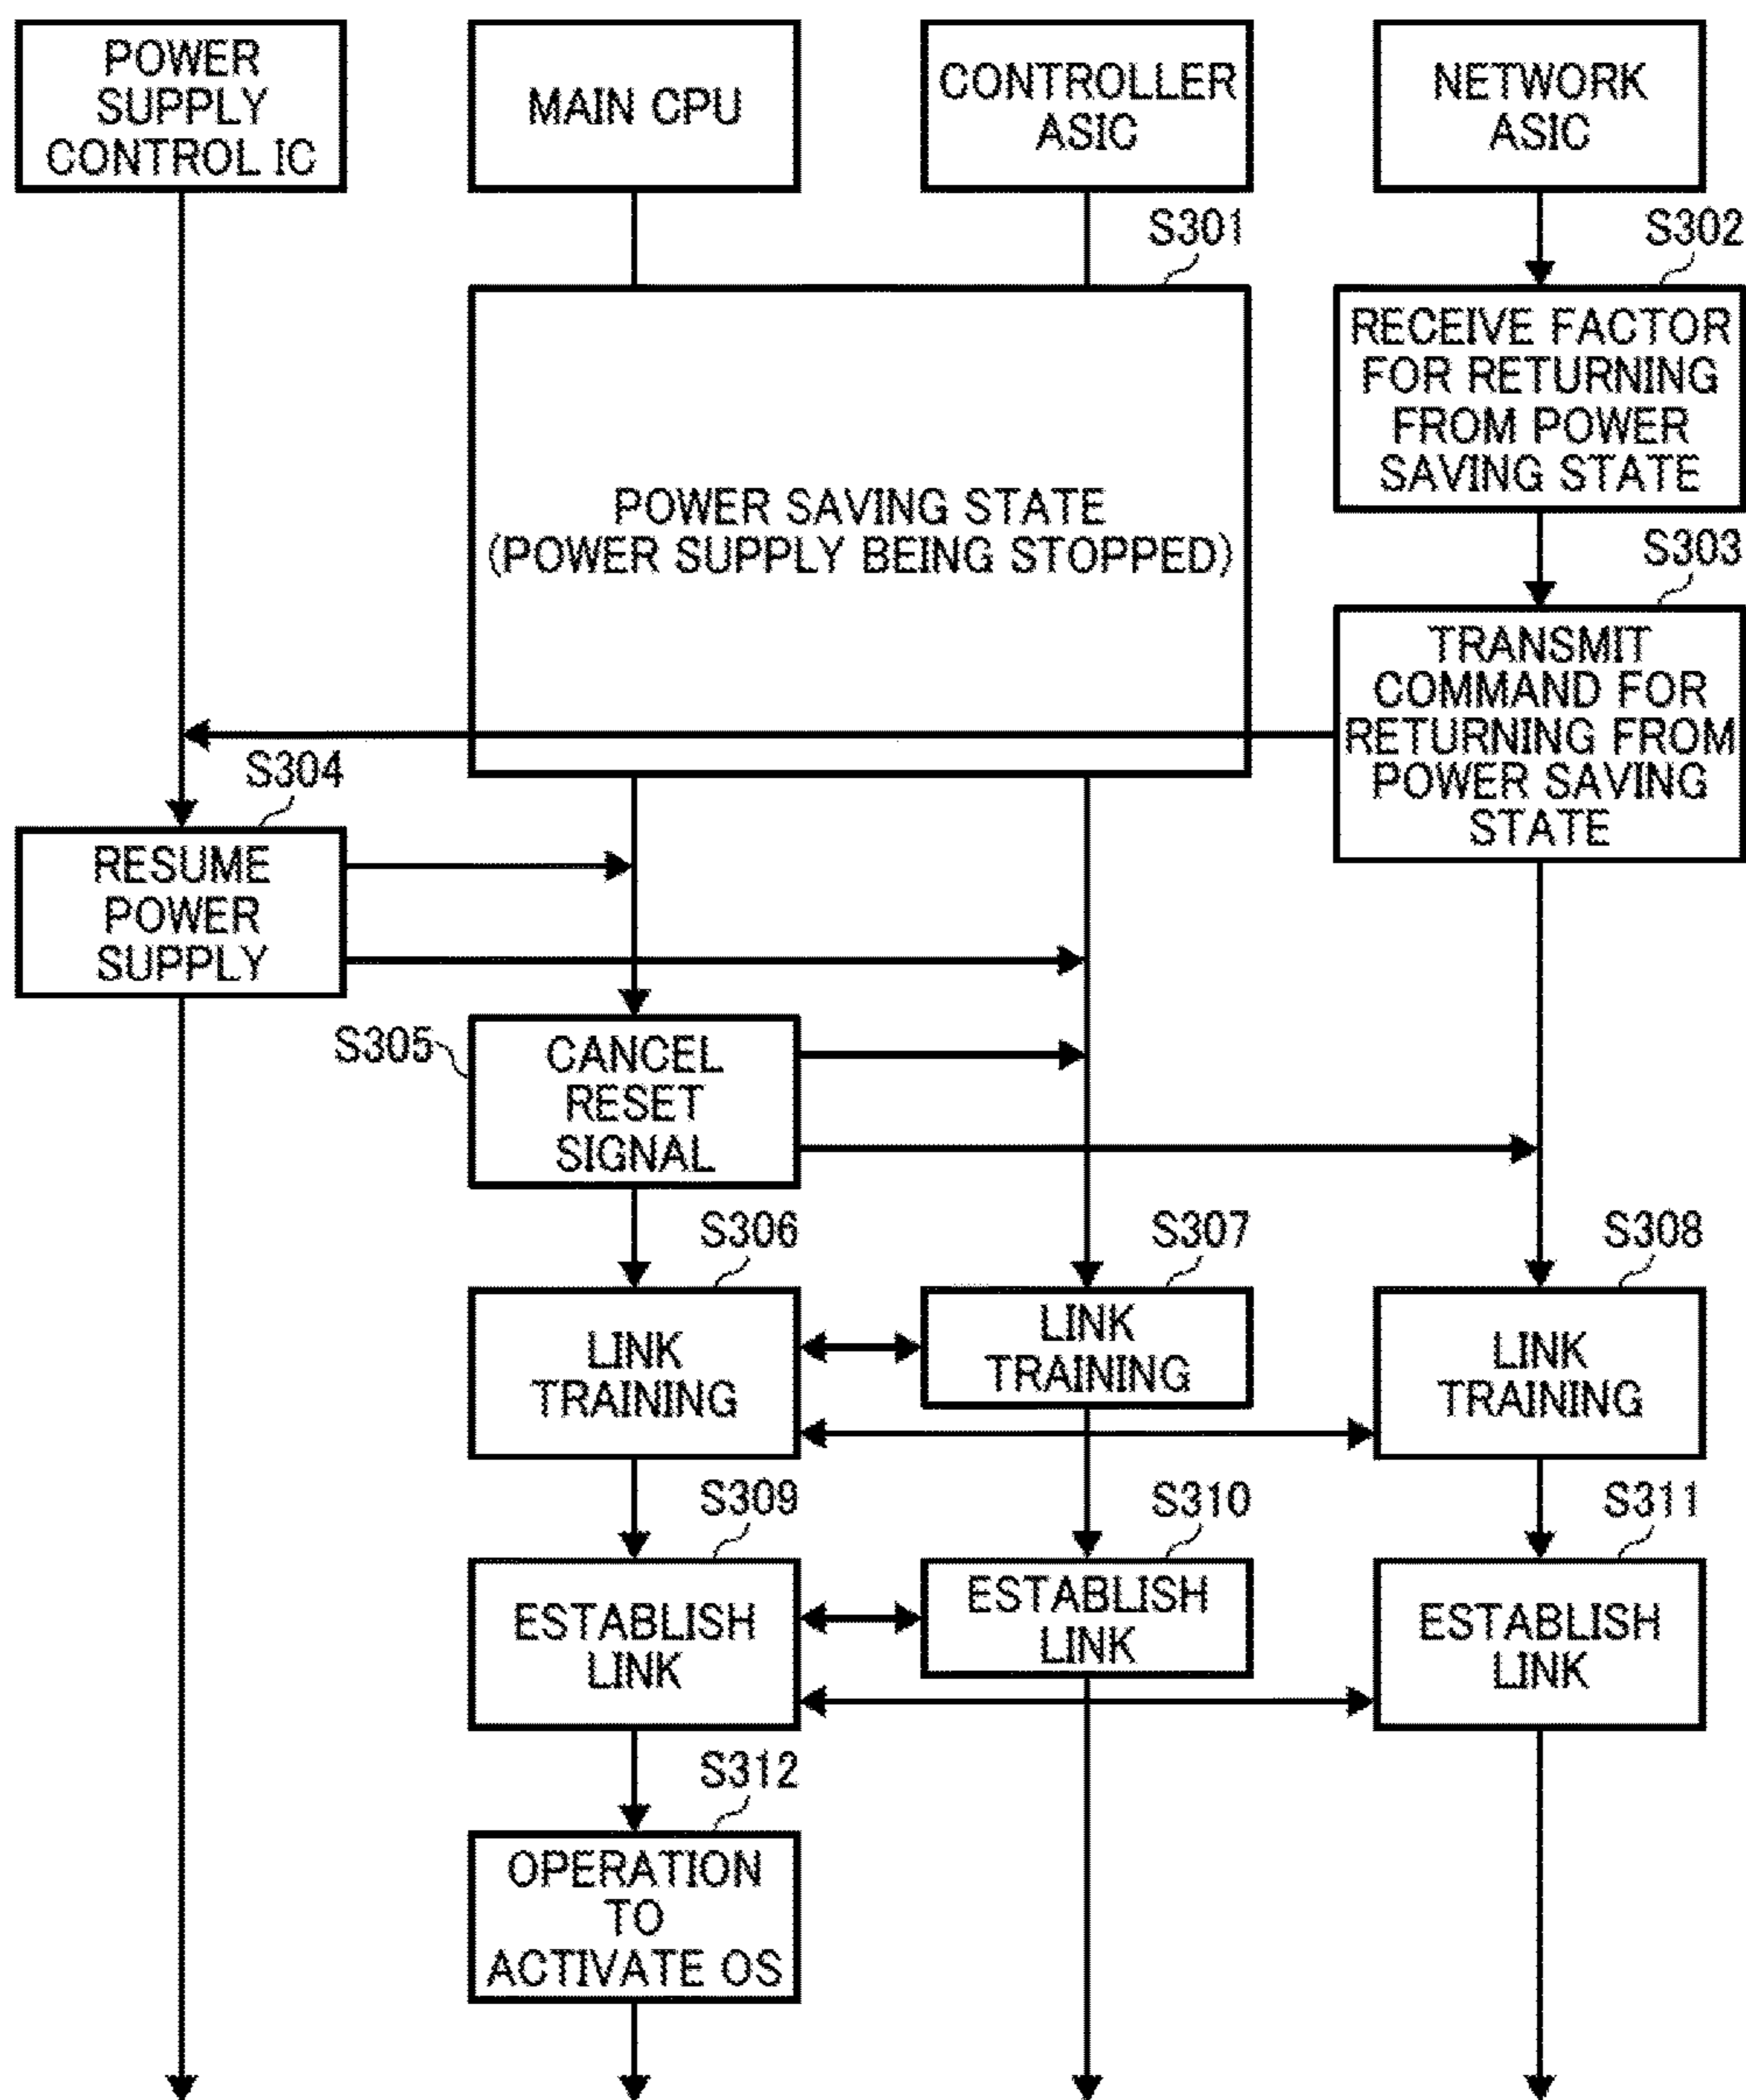 POWER
SUPPLY
CONTROL IC
MAIN CPU
CONTROLLER
ASIC
NETWORK
ASIC
S301
POWER SAVING STATE
(POWER SUPPLY BEING STOPPED)
S302
RECEIVE FACTOR
FOR RETURNING
FROM POWER
SAVING STATE
S303
TRANSMIT
COMMAND FOR
RETURNING FROM
POWER SAVING
STATE
S304
RESUME
POWER
SUPPLY
S305
CANCEL
RESET
SIGNAL
S306
LINK
TRAINING
S307
LINK
TRAINING
S308
LINK
TRAINING
S309
ESTABLISH
LINK
S310
ESTABLISH
LINK
S311
ESTABLISH
LINK
S312
OPERATION
TO
ACTIVATE OS